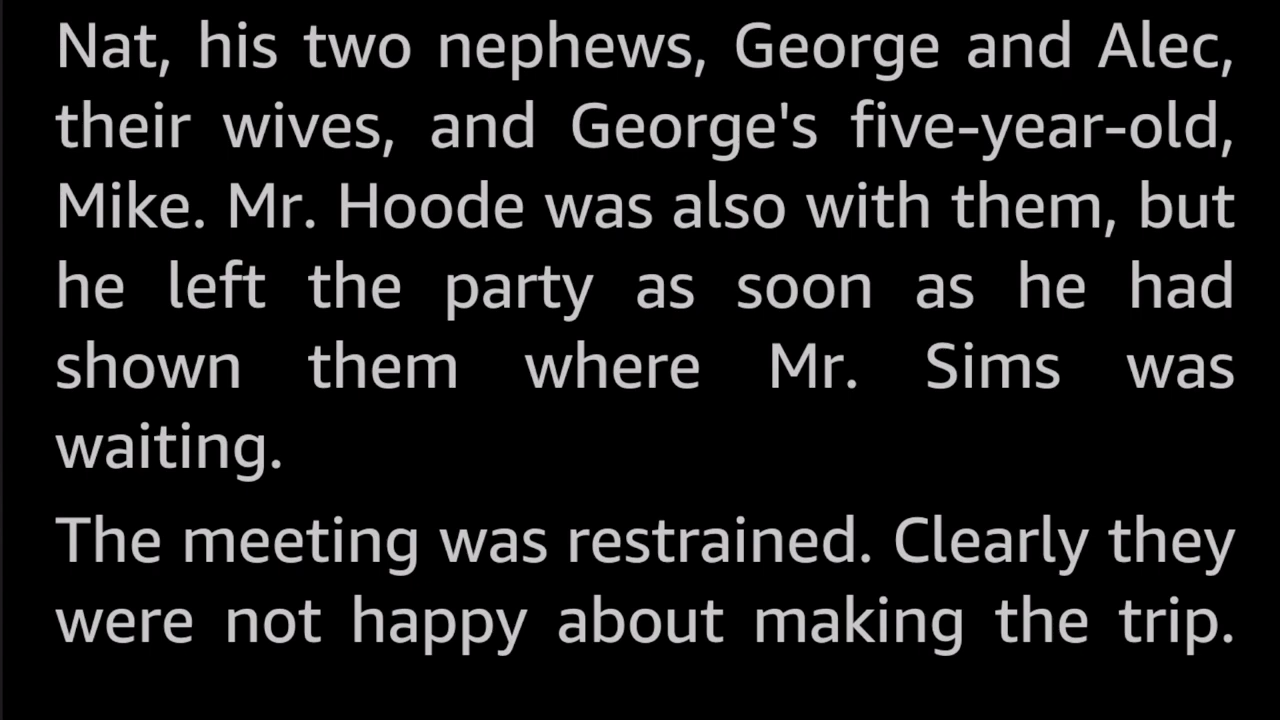 Nat, his two nephews, George and Alec,
their wives, and George's five-year-old,
Mike. Mr. Hoode was also with them, but
he left the party as soon as he had
shown them where Mr. Sims was
waiting.
The meeting was restrained. Clearly they
were not happy about making the trip.